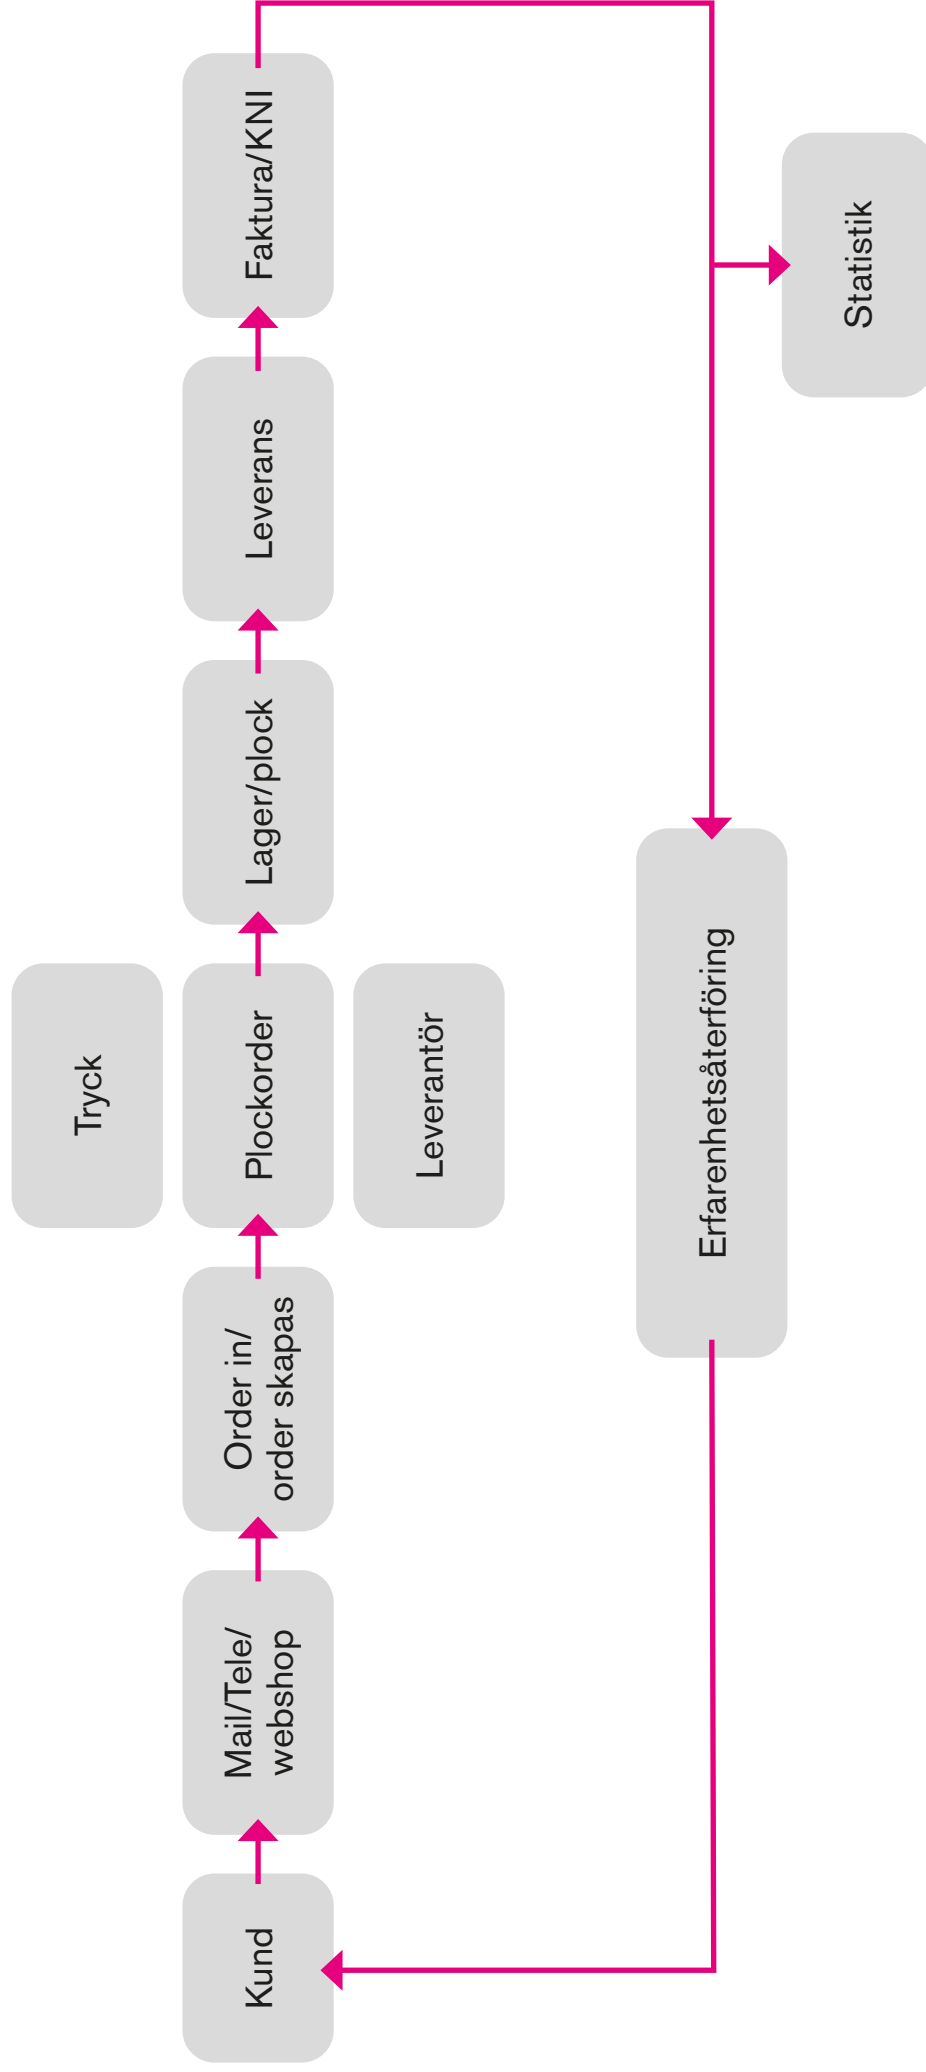 Tryck
Kund
Mail/Tele/
webshop
Order in/
order skapas
Plockorder
Lager/plock
Leverans
Faktura/KNI
Leverantör
Erfarenhetsåterföring
Statistik